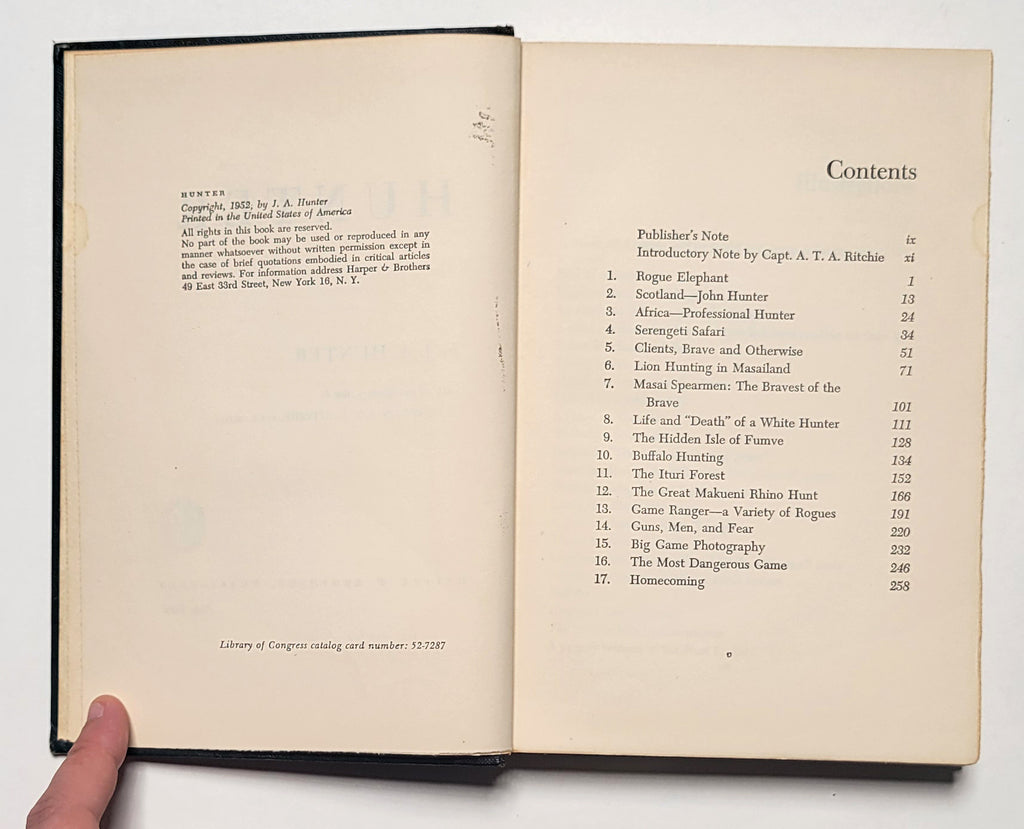 HUNTER
Copyright, 1952, by J. A. Hunter
Printed in the United States of America
All rights in this book are reserved.
No part of the book may be used or reproduced in any
manner whatsoever without written permission except in
the case of brief quotations embodied in critical articles
and reviews. For information address Harper & Brothers
49 East 33rd Street, New York 16, N. Y.
Library of Congress catalog card number: 52-7287
Contents
Publisher's Note ix
Introductory Note by Capt. A. T. A. Ritchie xi
1. Rogue Elephant 1
2. Scotland—John Hunter 13
3. Africa—Professional Hunter 24
4. Serengeti Safari 34
5. Clients, Brave and Otherwise 51
6. Lion Hunting in Masailand 71
7. Masai Spearmen: The Bravest of the
Brave 101
8. Life and "Death" of a White Hunter 111
9. The Hidden Isle of Fumve 128
10. Buffalo Hunting 134
11. The Ituri Forest 152
12. The Great Makueni Rhino Hunt 166
13. Game Ranger—a Variety of Rogues 191
14. Guns, Men, and Fear 220
15. Big Game Photography 232
16. The Most Dangerous Game 246
17. Homecoming 258
v